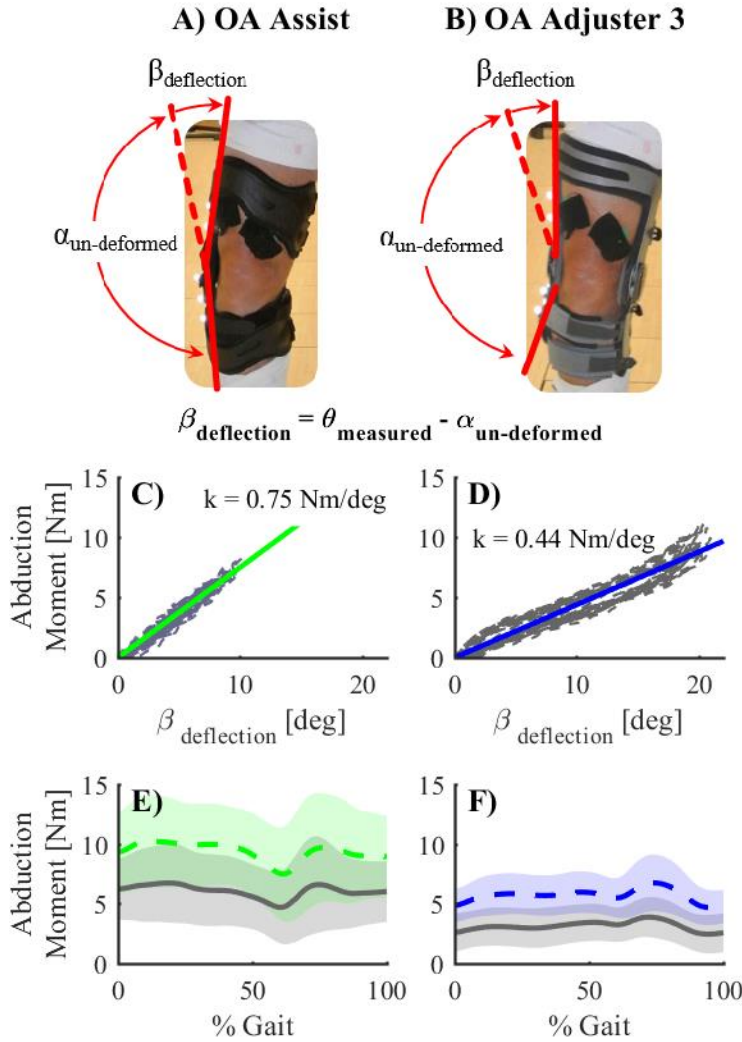 A) OA Assist
B) OA Adjuster 3
βdeflection
βdeflection
αun-deformed
αun-deformed
βdeflection = θmeasured - αun-deformed
15
C)
k = 0.75 Nm/deg
10
5
0
0 10 20
Abduction
Moment [Nm]
β deflection [deg]
15
D)
k = 0.44 Nm/deg
10
5
0
0 10 20
β deflection [deg]
15
E)
10
5
0
0 50 100
Abduction
Moment [Nm]
% Gait
15
F)
10
5
0
0 50 100
% Gait